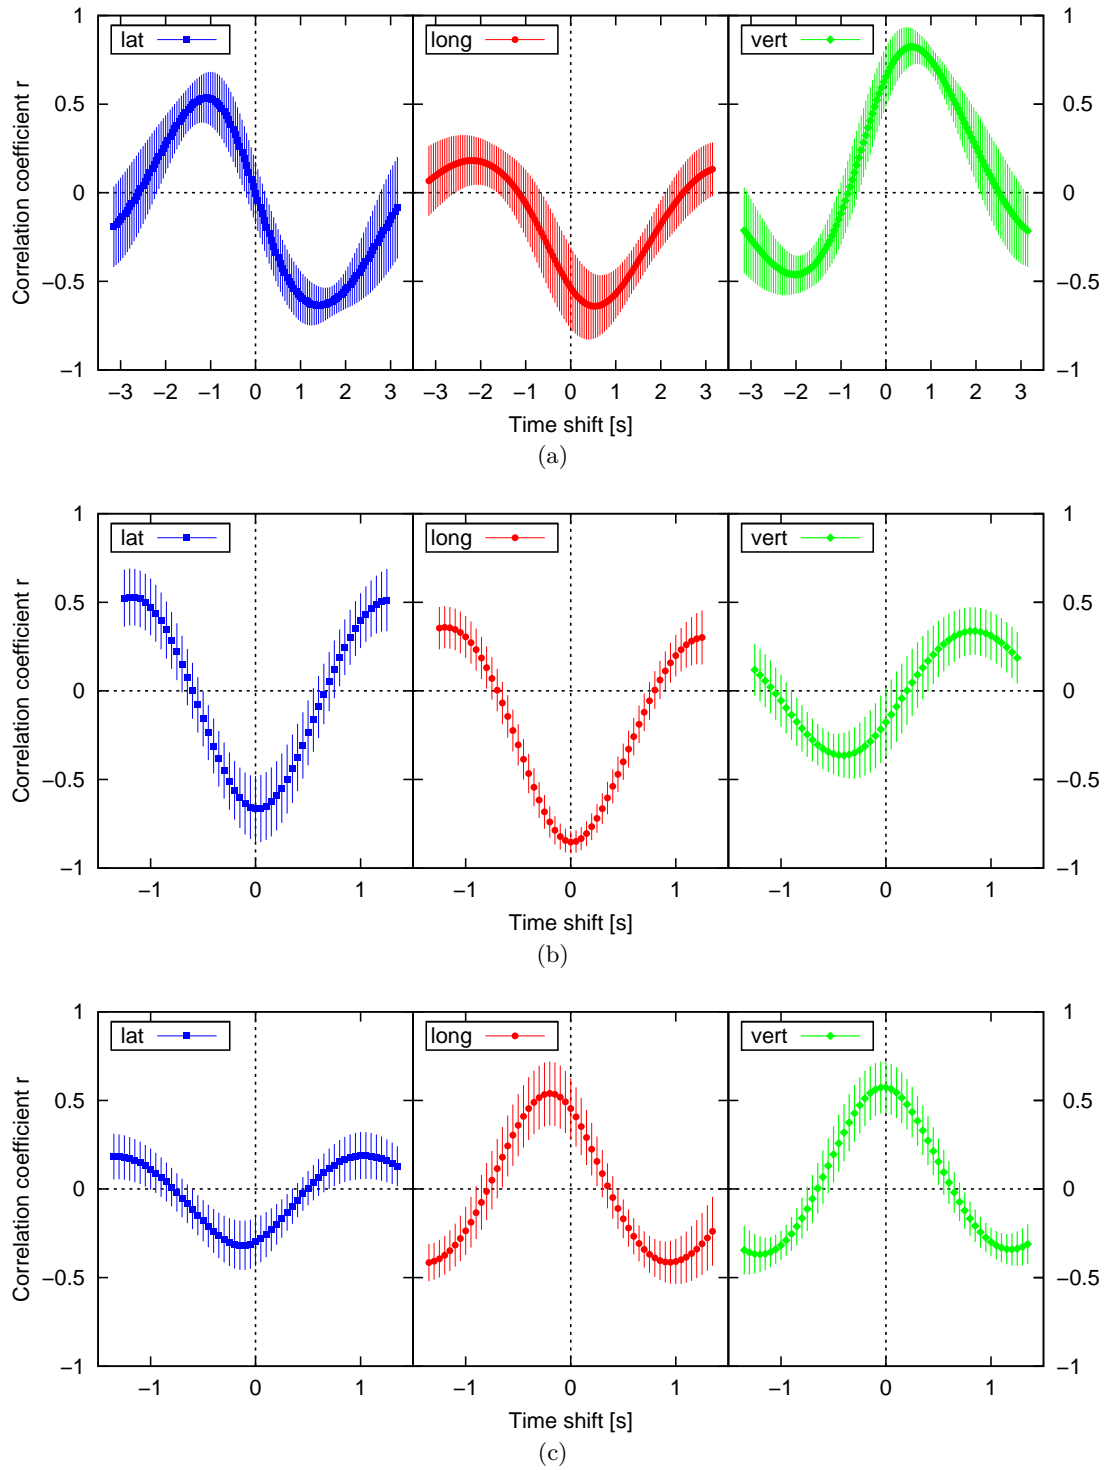 lat long vert
1 0.5 0 −0.5 −1
Correlation coefficient r
1 0.5 0 −0.5 −1
−3 −2 −1 0 1 2 3 −3 −2 −1 0 1 2 3 −3 −2 −1 0 1 2 3
Time shift [s]
(a)
lat long vert
1 0.5 0 −0.5 −1
Correlation coefficient r
1 0.5 0 −0.5 −1
−1 0 1 −1 0 1 −1 0 1
Time shift [s]
(b)
lat long vert
1 0.5 0 −0.5 −1
Correlation coefficient r
1 0.5 0 −0.5 −1
−1 0 1 −1 0 1 −1 0 1
Time shift [s]
(c)